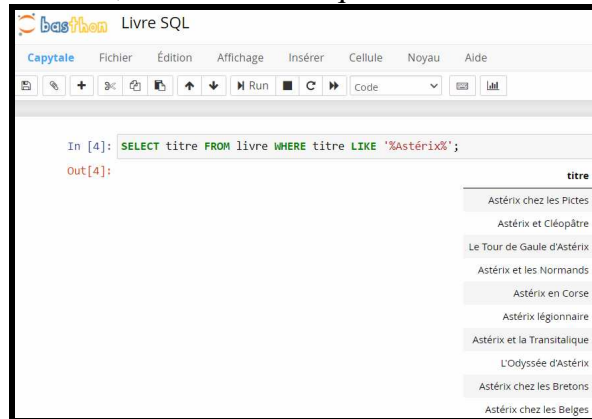 basthon Livre SQL
Capytale Fichier Édition Affichage Insérer Cellule Noyau Aide
Run Code
In [4]: SELECT titre FROM livre WHERE titre LIKE '%Astérix%';
Out[4]:
titre
Astérix chez les Pictes
Astérix et Cléopâtre
Le Tour de Gaule d'Astérix
Astérix et les Normands
Astérix en Corse
Astérix légionnaire
Astérix et la Transitalique
L'Odyssée d'Astérix
Astérix chez les Bretons
Astérix chez les Belges